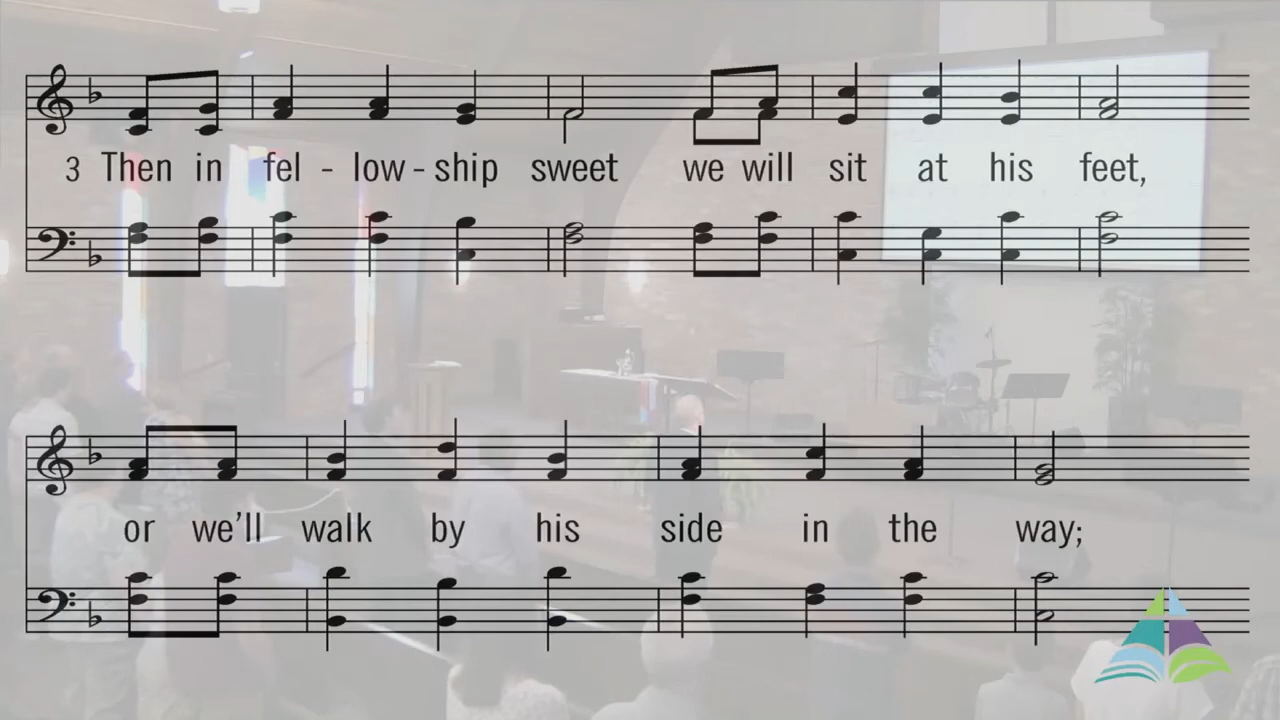 3 Then in fel - low - ship sweet we will sit at his feet,
or we'll walk by his side in the way;